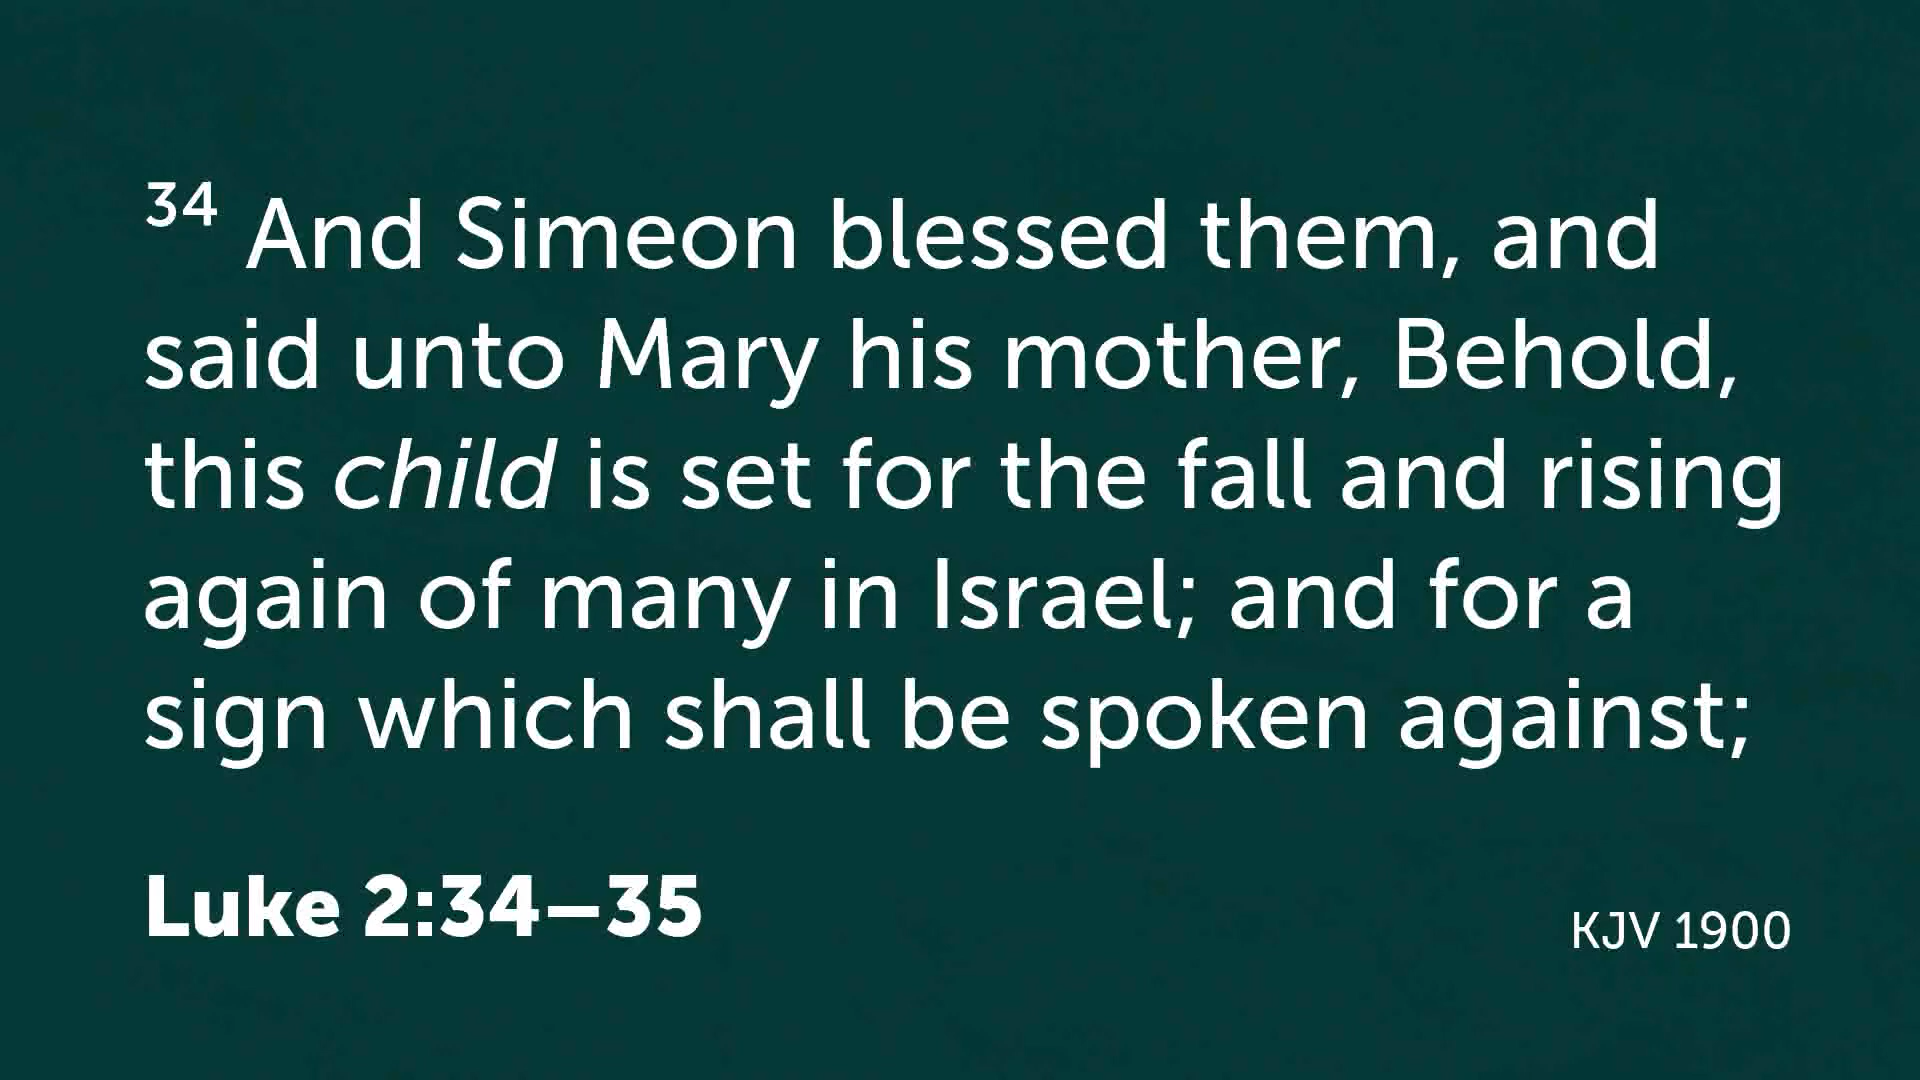 34 And Simeon blessed them, and
said unto Mary his mother, Behold,
this child is set for the fall and rising
again of many in Israel; and for a
sign which shall be spoken against;
Luke 2:34–35
KJV 1900